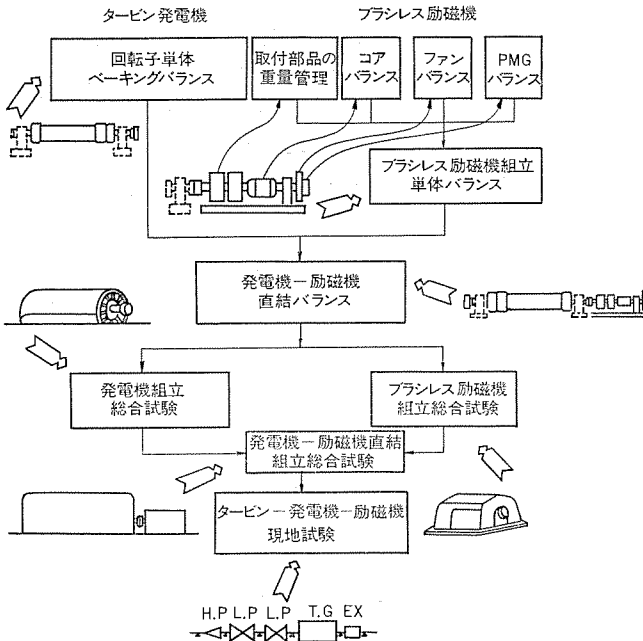 タービン発電機
ブラシレス励磁機
回転子単体
ベーキングバランス
取付部品の
重量管理
コア
バランス
ファン
バランス
PMG
バランス
ブラシレス励磁機組立
単体バランス
発電機－励磁機
直結バランス
発電機組立
総合試験
ブラシレス励磁機
組立総合試験
発電機－励磁機直結
組立総合試験
タービン－発電機－励磁機
現地試験
H.P L.P L.P T.G EX